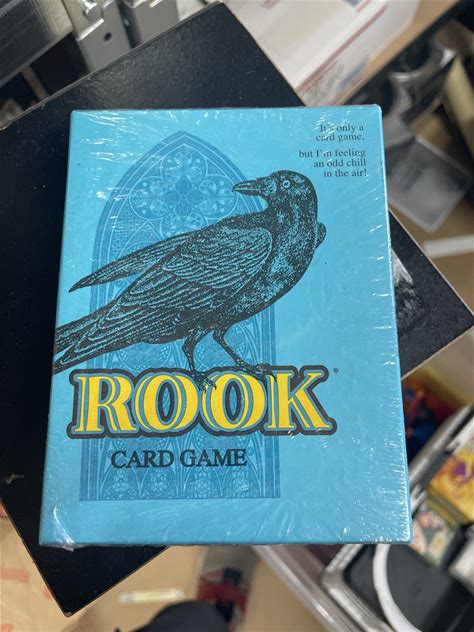 It's only a
card game,
but I'm feeling
an odd chill
in the air!
ROOK®
CARD GAME